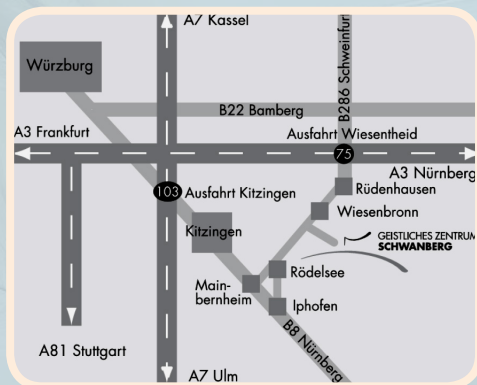 A7 Kassel
Würzburg
B286 Schweinfurt
B22 Bamberg
A3 Frankfurt
Ausfahrt Wiesentheid
75
A3 Nürnberg
103
Ausfahrt Kitzingen
Rüdenhausen
Wiesenbronn
Kitzingen
GEISTLICHES ZENTRUM
SCHWANBERG
Rödelsee
Main-
bernheim
Iphofen
B8 Nürnberg
A81 Stuttgart
A7 Ulm